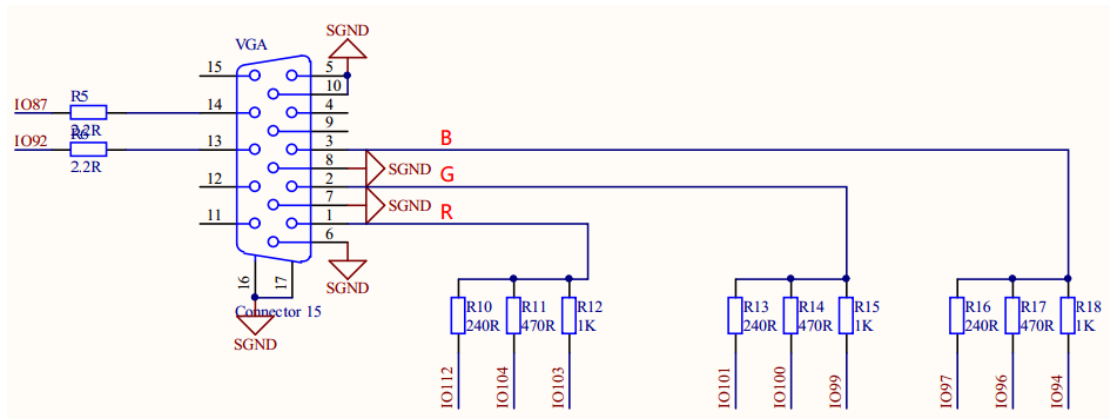 SGND
VGA
15
5
10
IO87
R5
2.2R
14
4
9
IO92
R6
2.2R
13
3
B
8
SGND
12
2
G
7
SGND
11
1
R
6
SGND
16
17
Connector 15
SGND
R10
240R
R11
470R
R12
1K
R13
240R
R14
470R
R15
1K
R16
240R
R17
470R
R18
1K
IO112
IO104
IO103
IO101
IO100
IO99
IO97
IO96
IO94